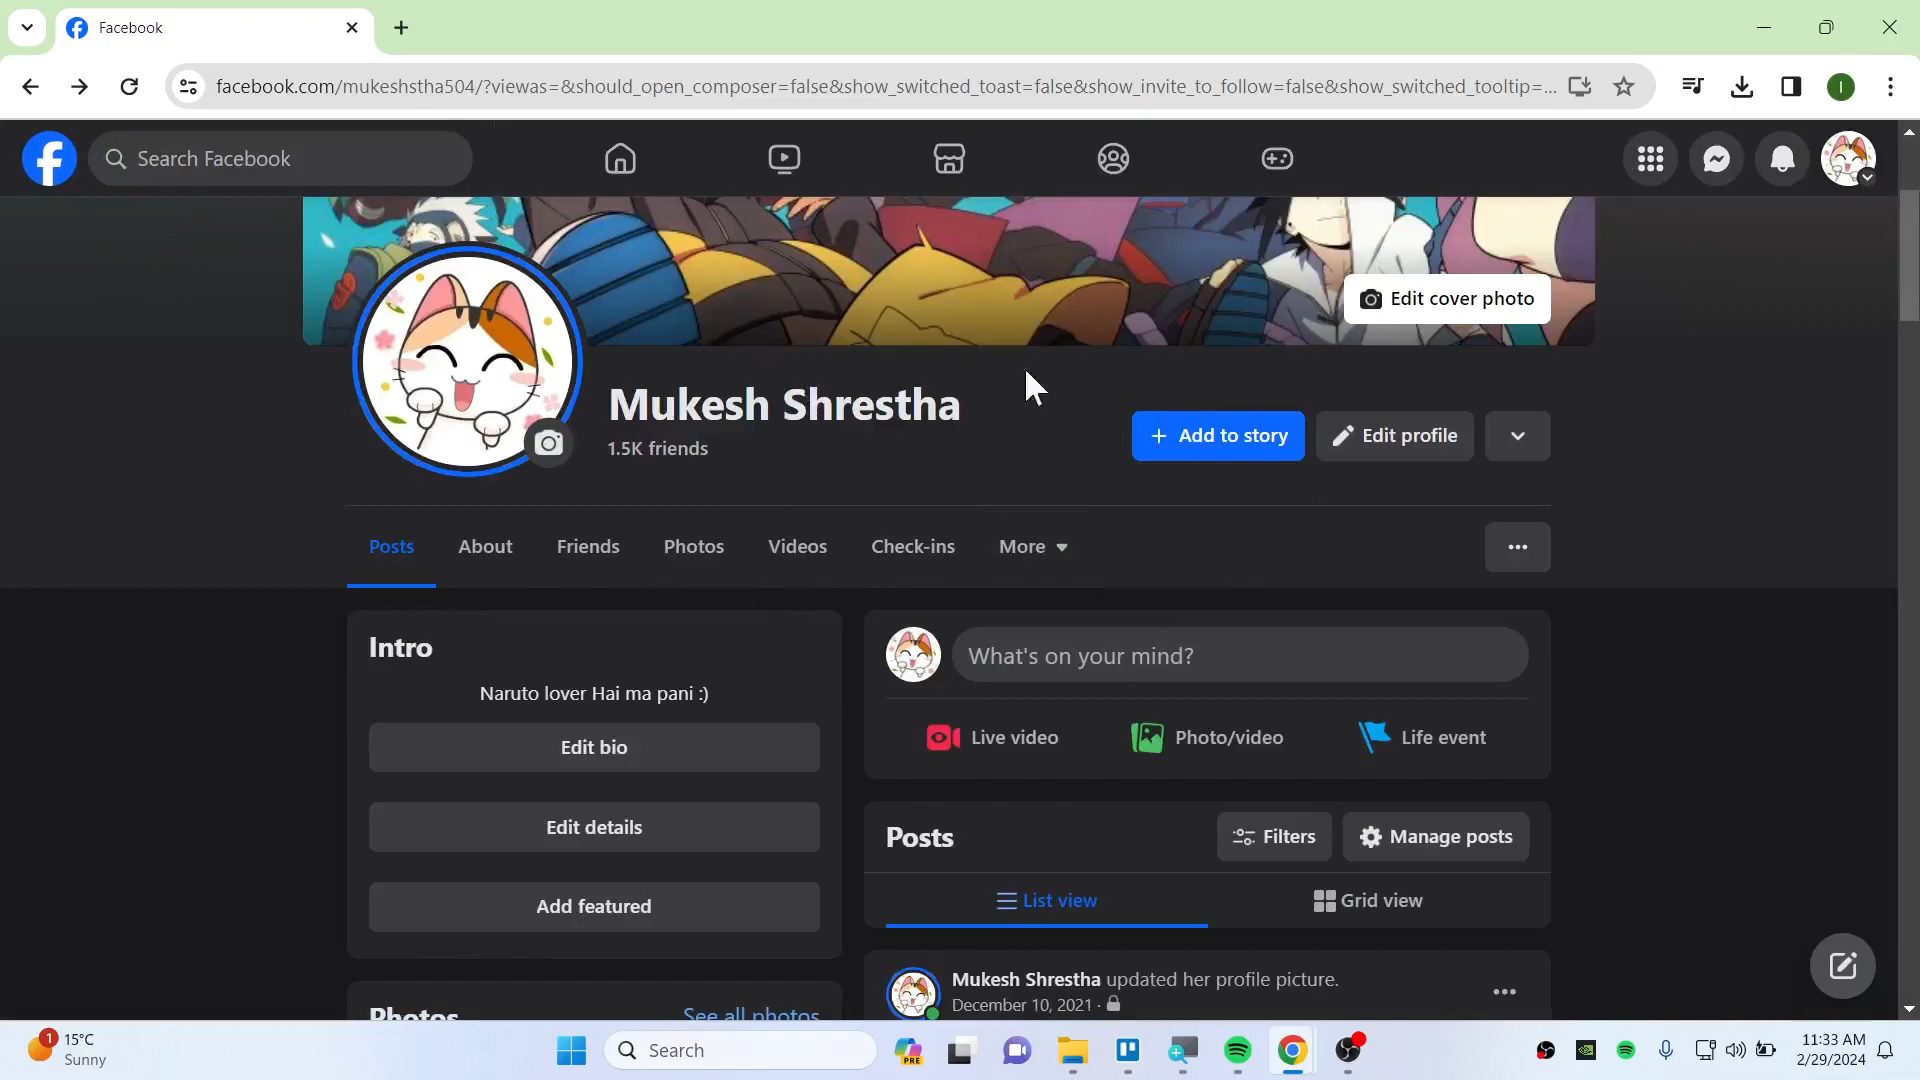 Facebook
facebook.com/mukeshstha504/?viewas=&should_open_composer=false&show_switched_toast=false&show_invite_to_follow=false&show_switched_tooltip=...
I
Search Facebook
Edit cover photo
Mukesh Shrestha
1.5K friends
+ Add to story
Edit profile
Posts About Friends Photos Videos Check-ins More
Intro
Naruto lover Hai ma pani :)
Edit bio
Edit details
Add featured
Photos See all photos
What's on your mind?
Live video Photo/video Life event
Posts Filters Manage posts
List view Grid view
Mukesh Shrestha updated her profile picture.
December 10, 2021 ·
1
15°C
Sunny
Search
PRE
11:33 AM
2/29/2024